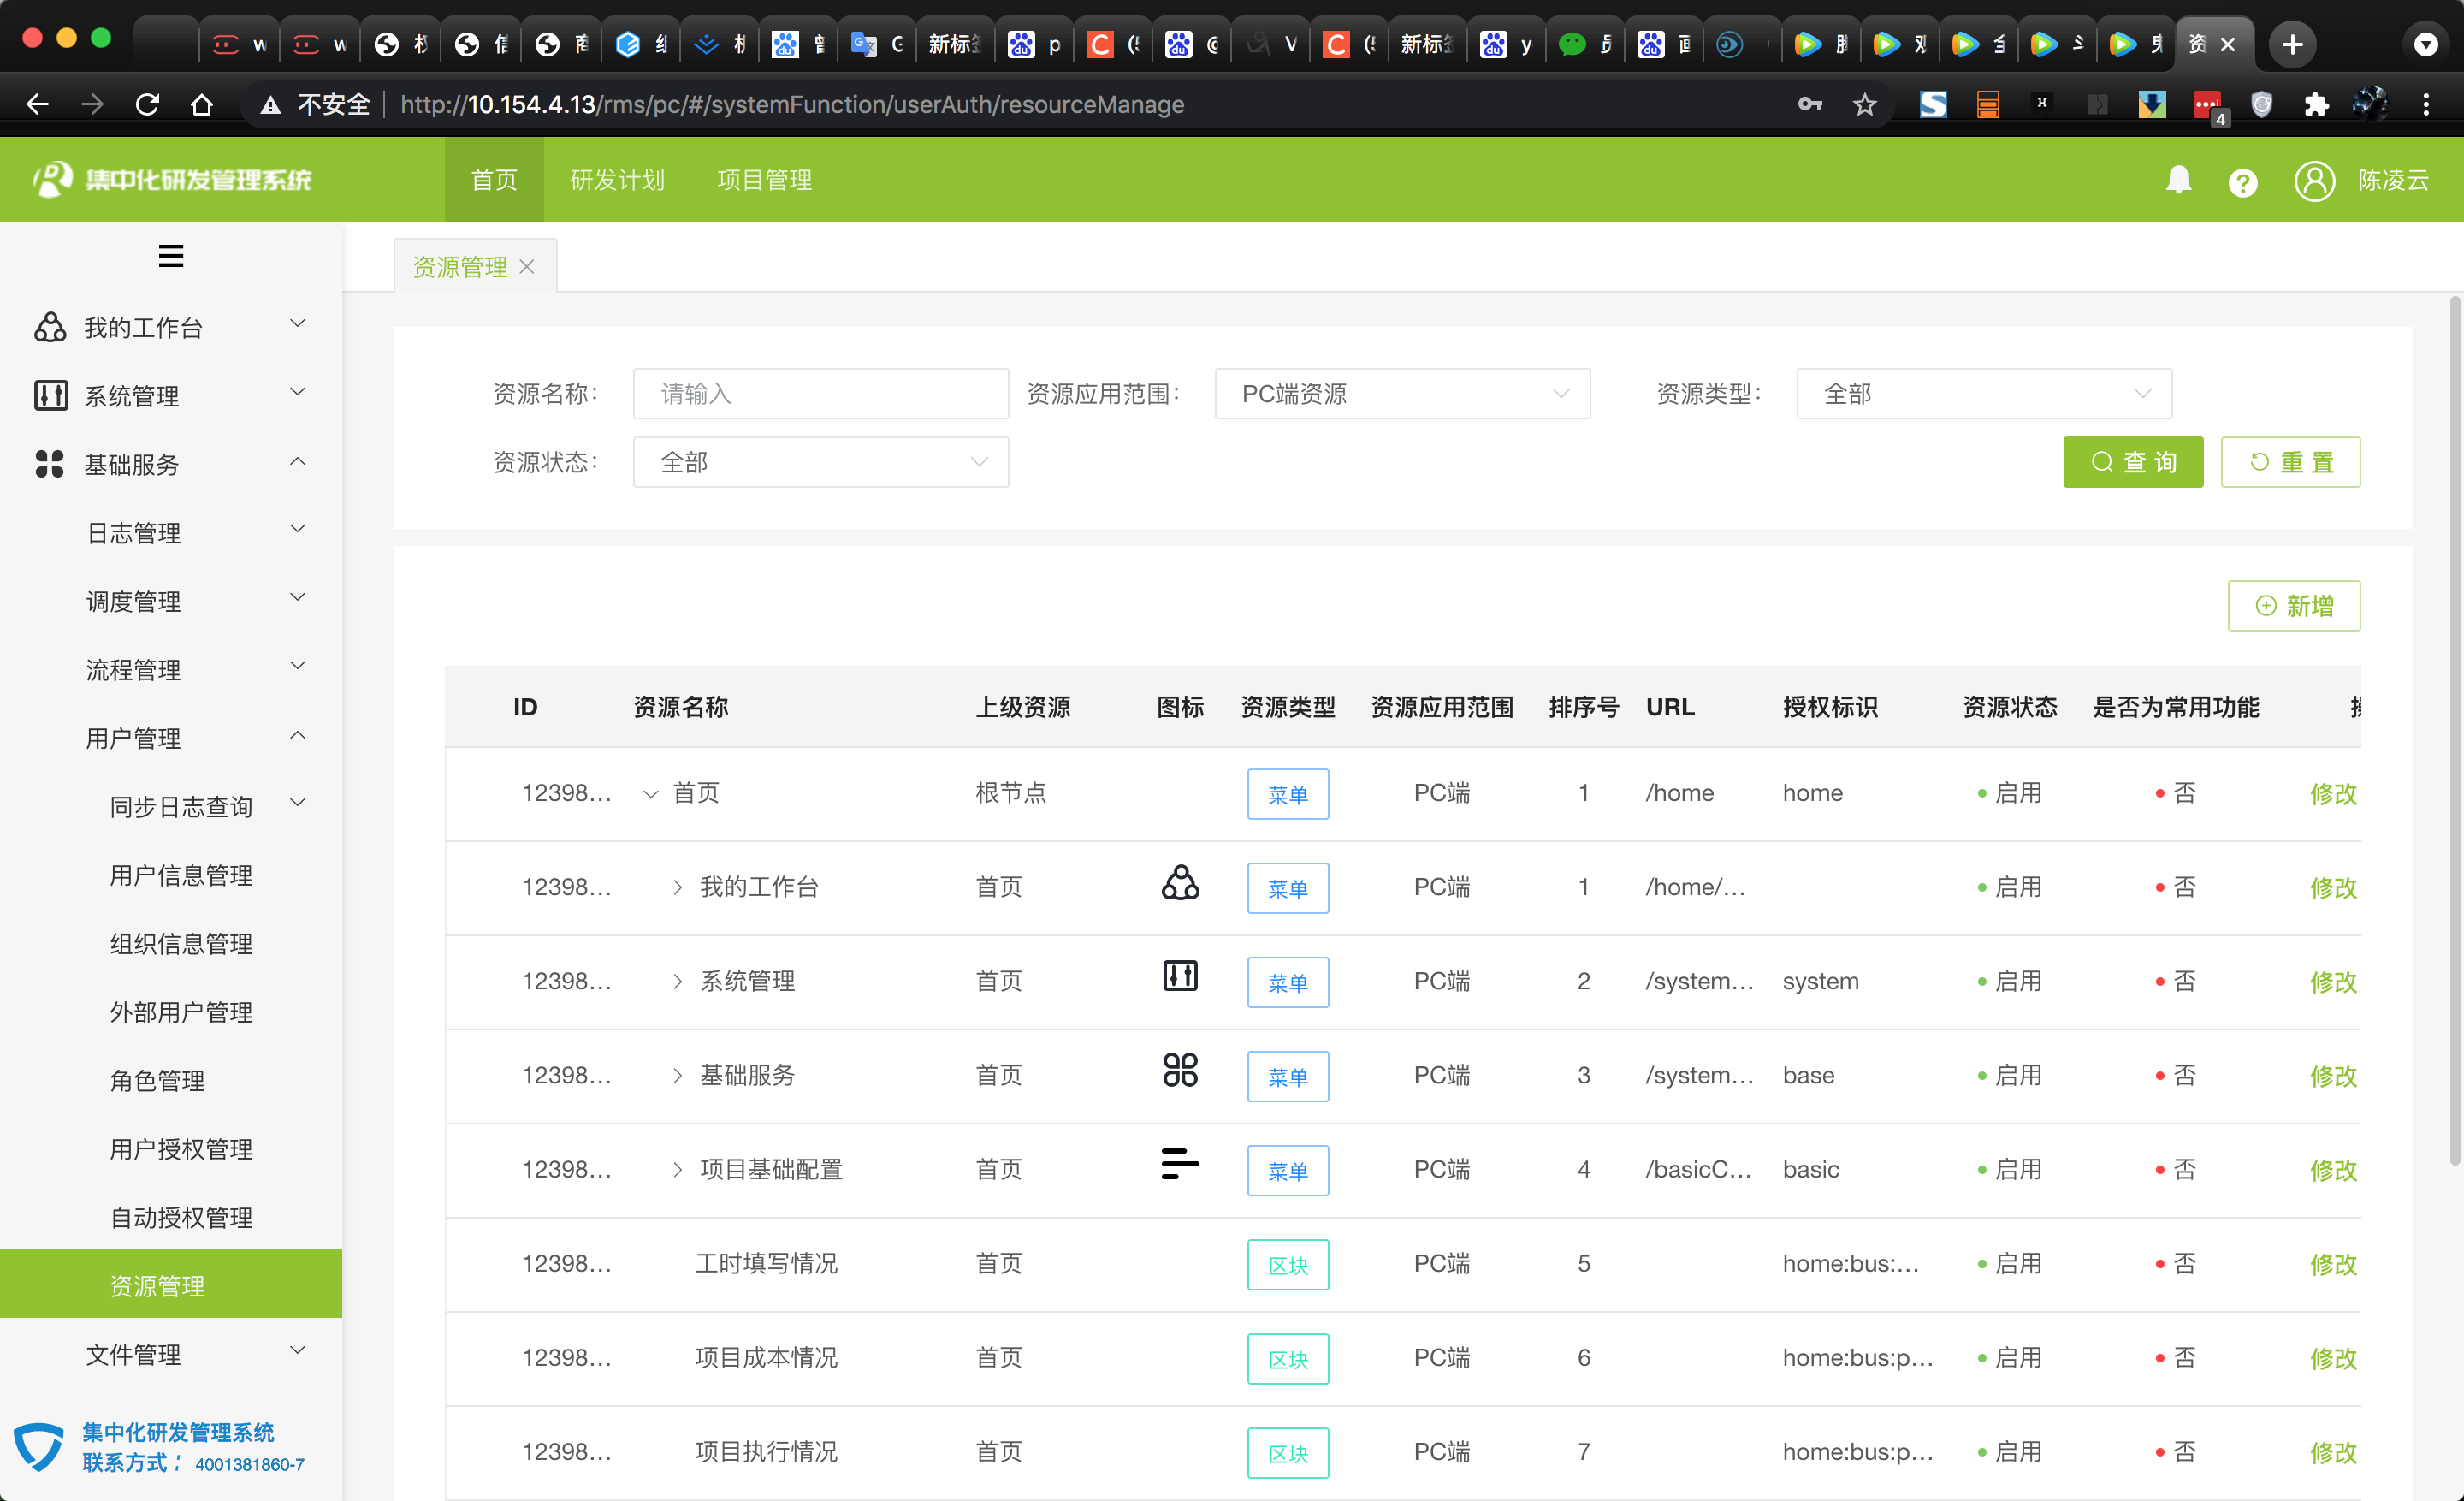 新标签 新标签 资
不安全 http://10.154.4.13/rms/pc/#/systemFunction/userAuth/resourceManage 4
集中化研发管理系统 首页 研发计划 项目管理 陈凌云
资源管理
我的工作台
系统管理
基础服务
日志管理
调度管理
流程管理
用户管理
同步日志查询
用户信息管理
组织信息管理
外部用户管理
角色管理
用户授权管理
自动授权管理
资源管理
文件管理
集中化研发管理系统
联系方式： 4001381860-7
资源名称： 请输入 资源应用范围： PC端资源 资源类型： 全部
资源状态： 全部 查 询 重 置
新增
ID 资源名称 上级资源 图标 资源类型 资源应用范围 排序号 URL 授权标识 资源状态 是否为常用功能
12398... 首页 根节点 菜单 PC端 1 /home home 启用 否 修改
12398... 我的工作台 首页 菜单 PC端 1 /home/... 启用 否 修改
12398... 系统管理 首页 菜单 PC端 2 /system... system 启用 否 修改
12398... 基础服务 首页 菜单 PC端 3 /system... base 启用 否 修改
12398... 项目基础配置 首页 菜单 PC端 4 /basicC... basic 启用 否 修改
12398... 工时填写情况 首页 区块 PC端 5 home:bus:... 启用 否 修改
12398... 项目成本情况 首页 区块 PC端 6 home:bus:p... 启用 否 修改
12398... 项目执行情况 首页 区块 PC端 7 home:bus:p... 启用 否 修改